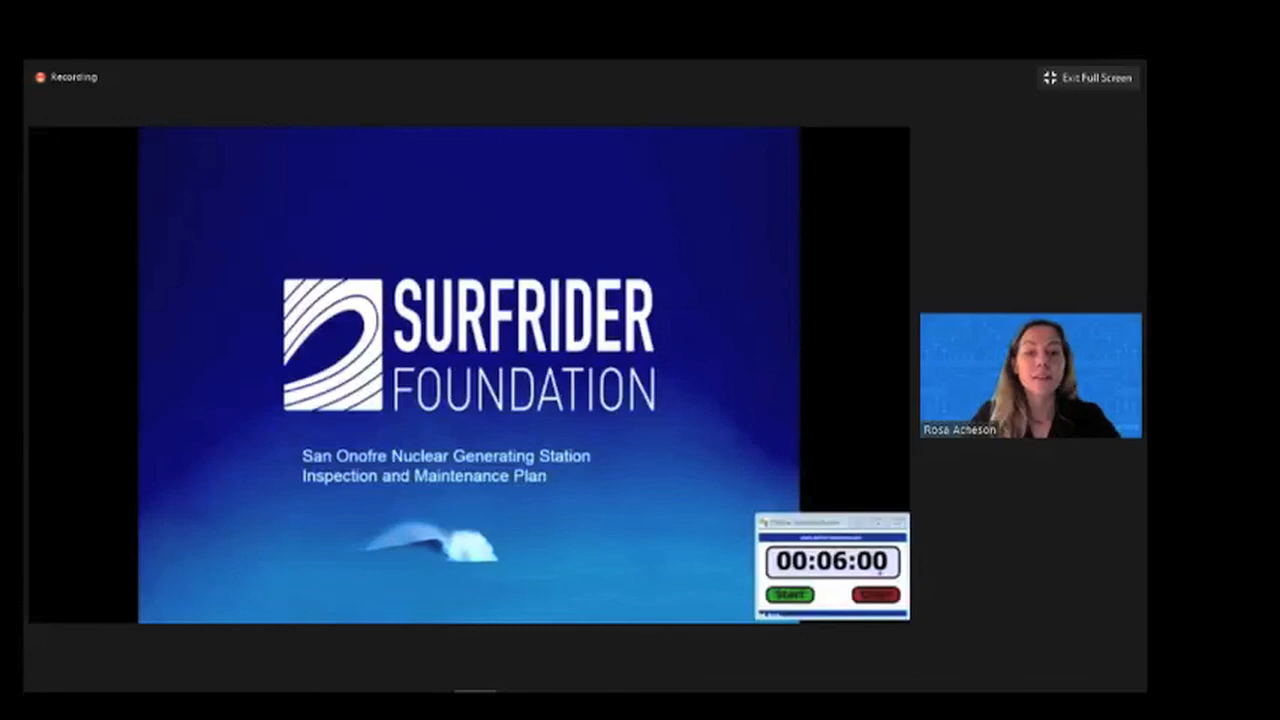 Recording
Exit Full Screen
SURFRIDER
FOUNDATION
San Onofre Nuclear Generating Station
Inspection and Maintenance Plan
Rosa Acheson
00:06:00
Start